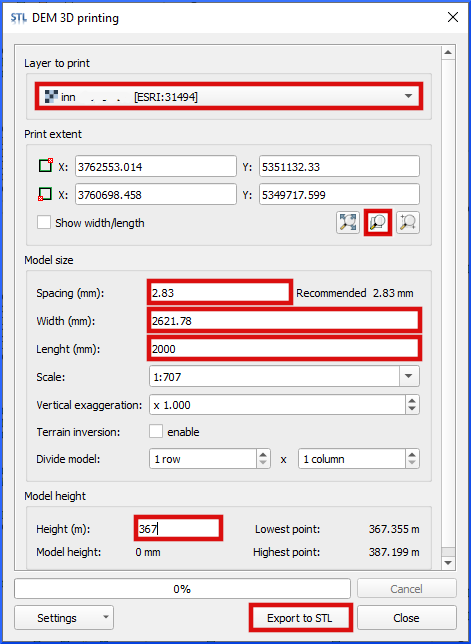 STL DEM 3D printing
Layer to print
inn . . . [ESRI:31494]
Print extent
X: 3762553.014 Y: 5351132.33
X: 3760698.458 Y: 5349717.599
Show width/length
Model size
Spacing (mm): 2.83 Recommended 2.83 mm
Width (mm): 2621.78
Lenght (mm): 2000
Scale: 1:707
Vertical exaggeration: x 1.000
Terrain inversion: enable
Divide model: 1 row x 1 column
Model height
Height (m): 367 Lowest point: 367.355 m
Model height: 0 mm Highest point: 387.199 m
0% Cancel
Settings Export to STL Close